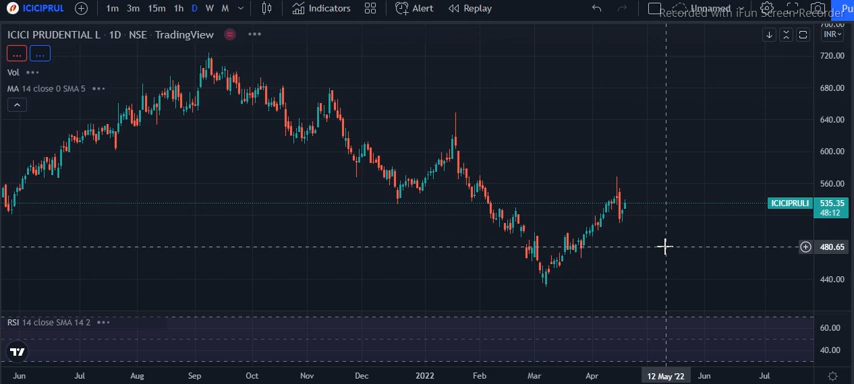 ICICIPRUL 1m 3m 15m 1h D W M Indicators Alert Replay Unnamed Pu
Recorded with iFun Screen Recorder
ICICI PRUDENTIAL L · 1D · NSE · TradingView
INR
Vol
MA 14 close 0 SMA 5
760.00
720.00
680.00
640.00
600.00
560.00
ICICIPRULI 535.35
48:12
480.65
440.00
RSI 14 close SMA 14 2
60.00
40.00
Jun Jul Aug Sep Oct Nov Dec 2022 Feb Mar Apr 12 May '22 Jun Jul